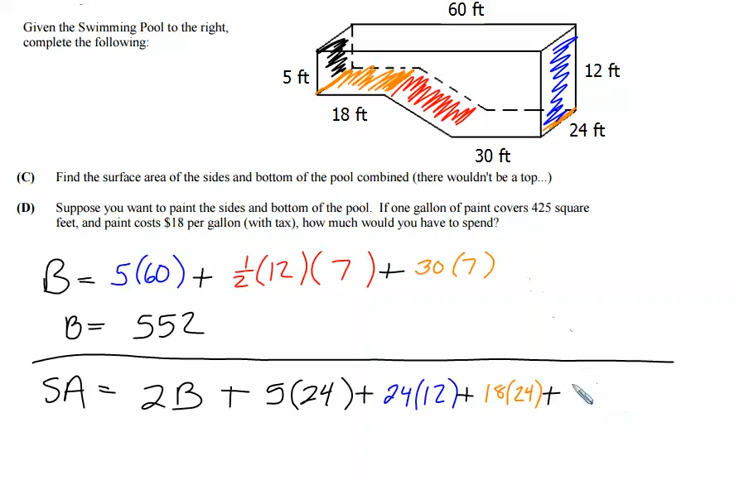 60 ft
Given the Swimming Pool to the right,
complete the following:
5 ft
12 ft
18 ft
24 ft
30 ft
(C) Find the surface area of the sides and bottom of the pool combined (there wouldn't be a top...)
(D) Suppose you want to paint the sides and bottom of the pool. If one gallon of paint covers 425 square
feet, and paint costs $18 per gallon (with tax), how much would you have to spend?
B = 5(60) + ½(12)(7) + 30(7)
B = 552
SA = 2B + 5(24) + 24(12) + 18(24) +